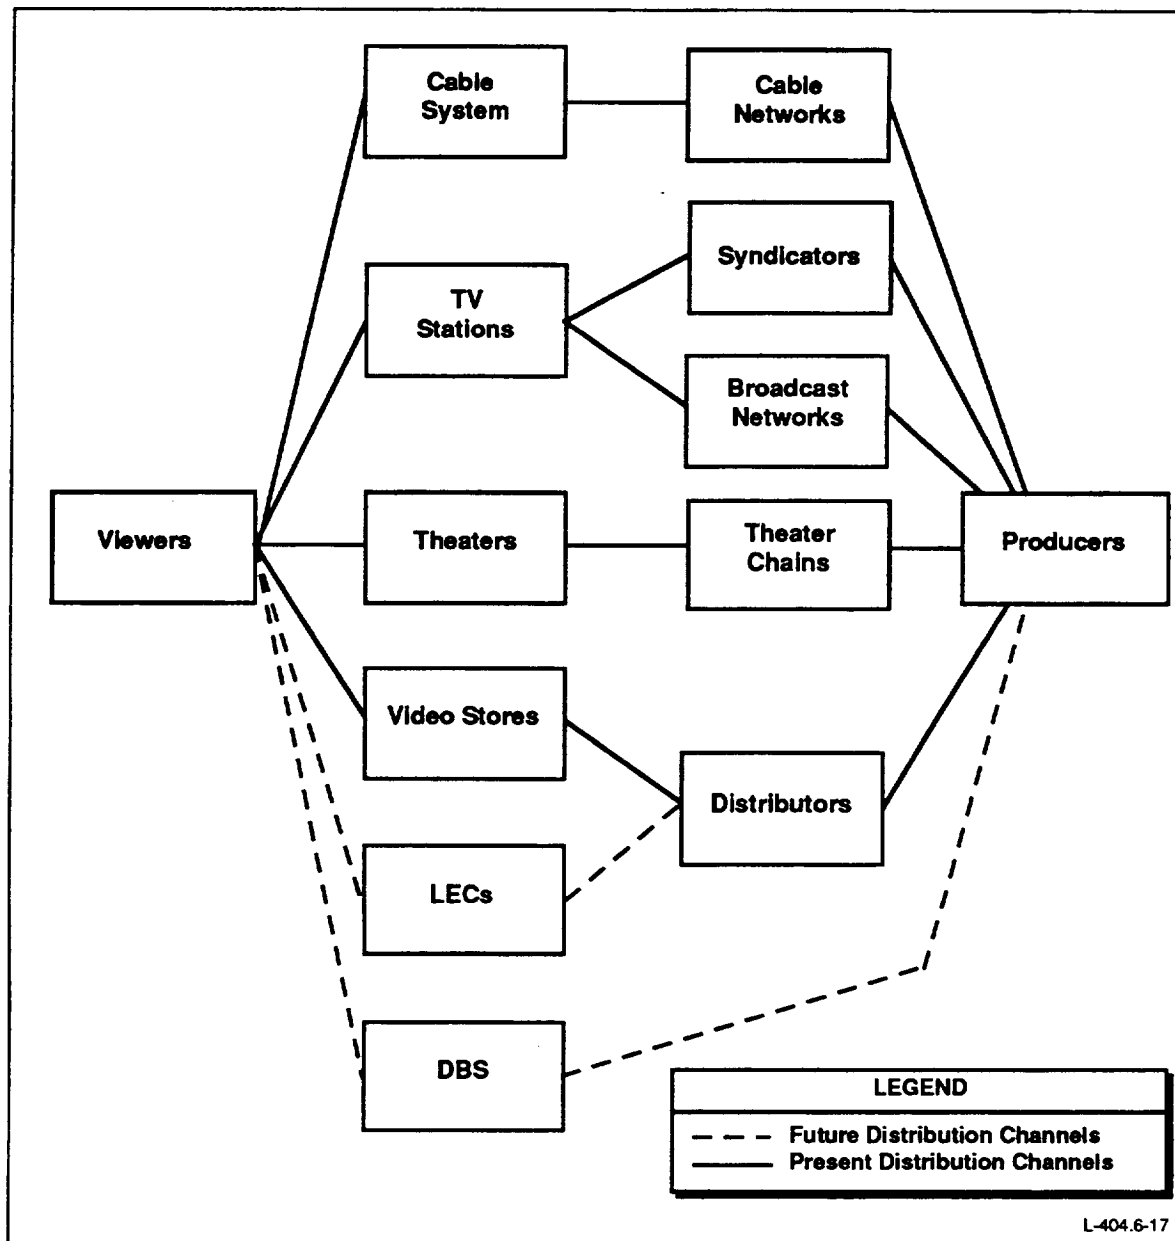 Cable
System
Cable
Networks
Syndicators
TV
Stations
Broadcast
Networks
Viewers
Theaters
Theater
Chains
Producers
Video Stores
Distributors
LECs
DBS
LEGEND
Future Distribution Channels
Present Distribution Channels
L-404.6-17